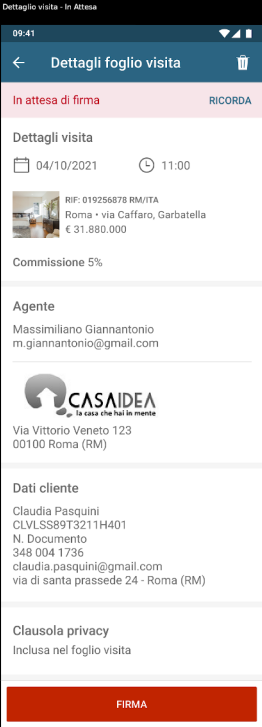 Dettaglio visita - In Attesa
09:41
Dettagli foglio visita
In attesa di firma
RICORDA
Dettagli visita
04/10/2021
11:00
RIF: 019256878 RM/ITA
Roma • via Caffaro, Garbatella
€ 31.880.000
Commissione 5%
Agente
Massimiliano Giannantonio
m.giannantonio@gmail.com
CASAIDEA
la casa che hai in mente
Via Vittorio Veneto 123
00100 Roma (RM)
Dati cliente
Claudia Pasquini
CLVLSS89T3211H401
N. Documento
348 004 1736
claudia.pasquini@gmail.com
via di santa prassede 24 - Roma (RM)
Clausola privacy
Inclusa nel foglio visita
FIRMA